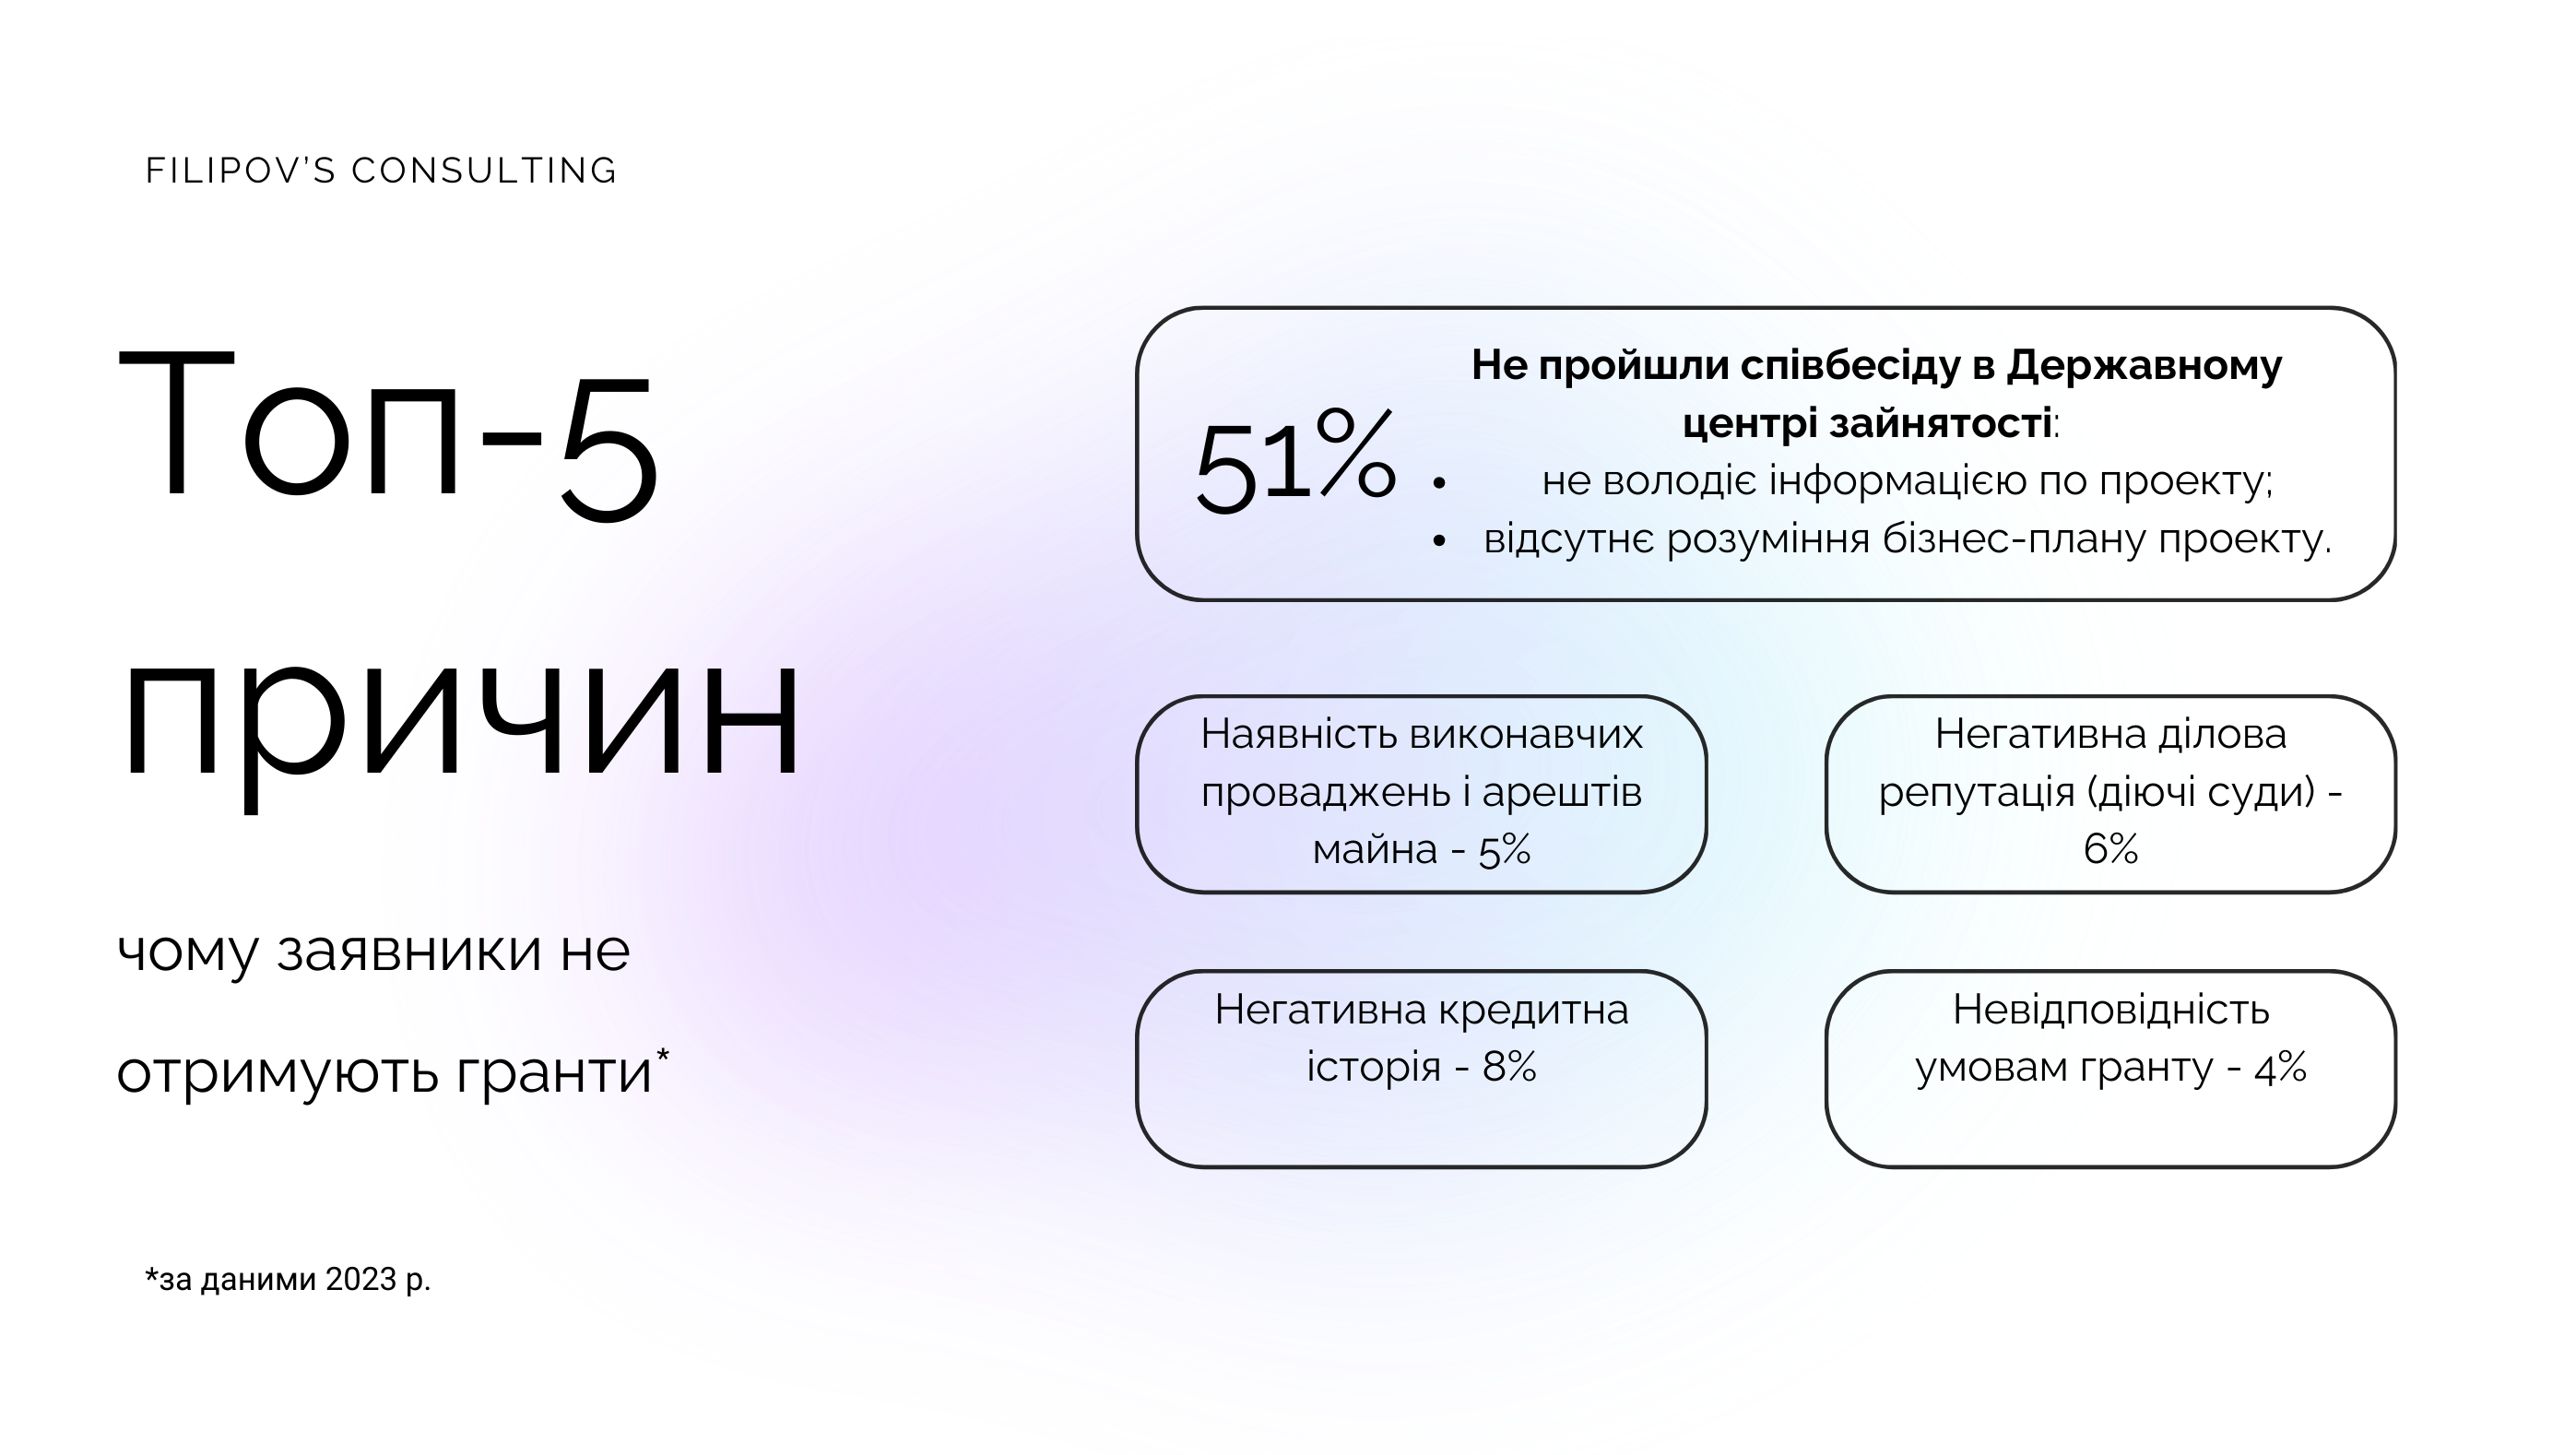 FILIPOV’S CONSULTING
Топ-5
причин
чому заявники не
отримують гранти*
*за даними 2023 р.
51%
Не пройшли співбесіду в Державному
центрі зайнятості:
• не володіє інформацією по проекту;
• відсутнє розуміння бізнес-плану проекту.
Наявність виконавчих
проваджень і арештів
майна - 5%
Негативна ділова
репутація (діючі суди) -
6%
Негативна кредитна
історія - 8%
Невідповідність
умовам гранту - 4%